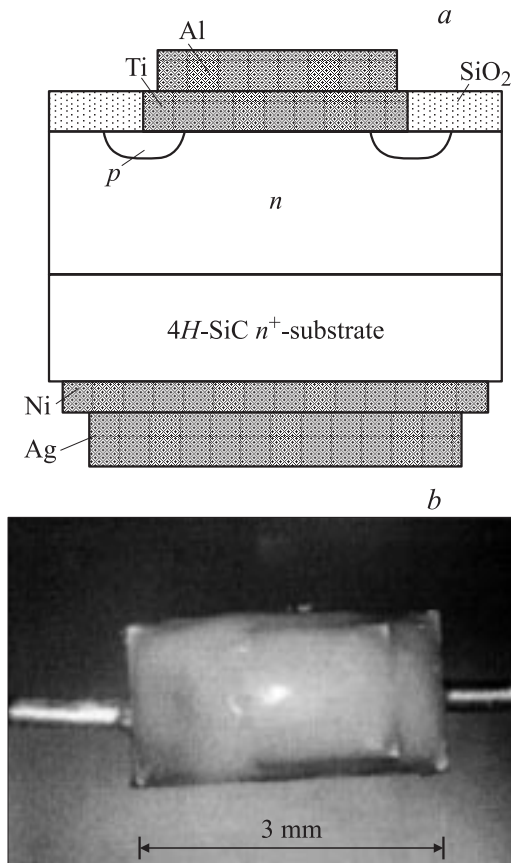 a
Al
Ti
SiO₂
p
n
4H-SiC n⁺-substrate
Ni
Ag
b
3 mm